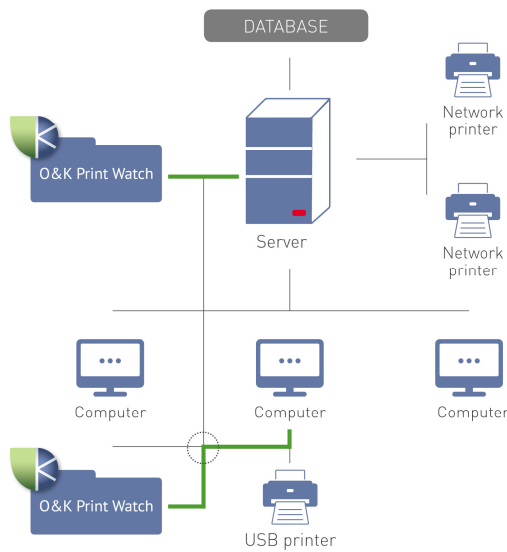 DATABASE
Network
printer
O&K Print Watch
Network
printer
Server
Computer
Computer
Computer
O&K Print Watch
USB printer